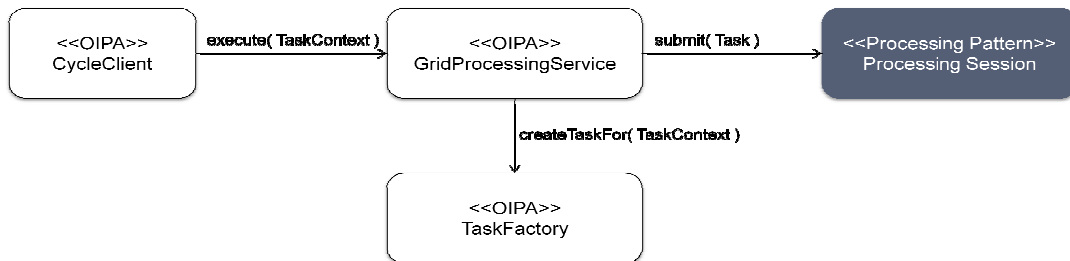 <<OIPA>>
CycleClient
execute( TaskContext )
<<OIPA>>
GridProcessingService
submit( Task )
<<Processing Pattern>>
Processing Session
createTaskFor( TaskContext )
<<OIPA>>
TaskFactory